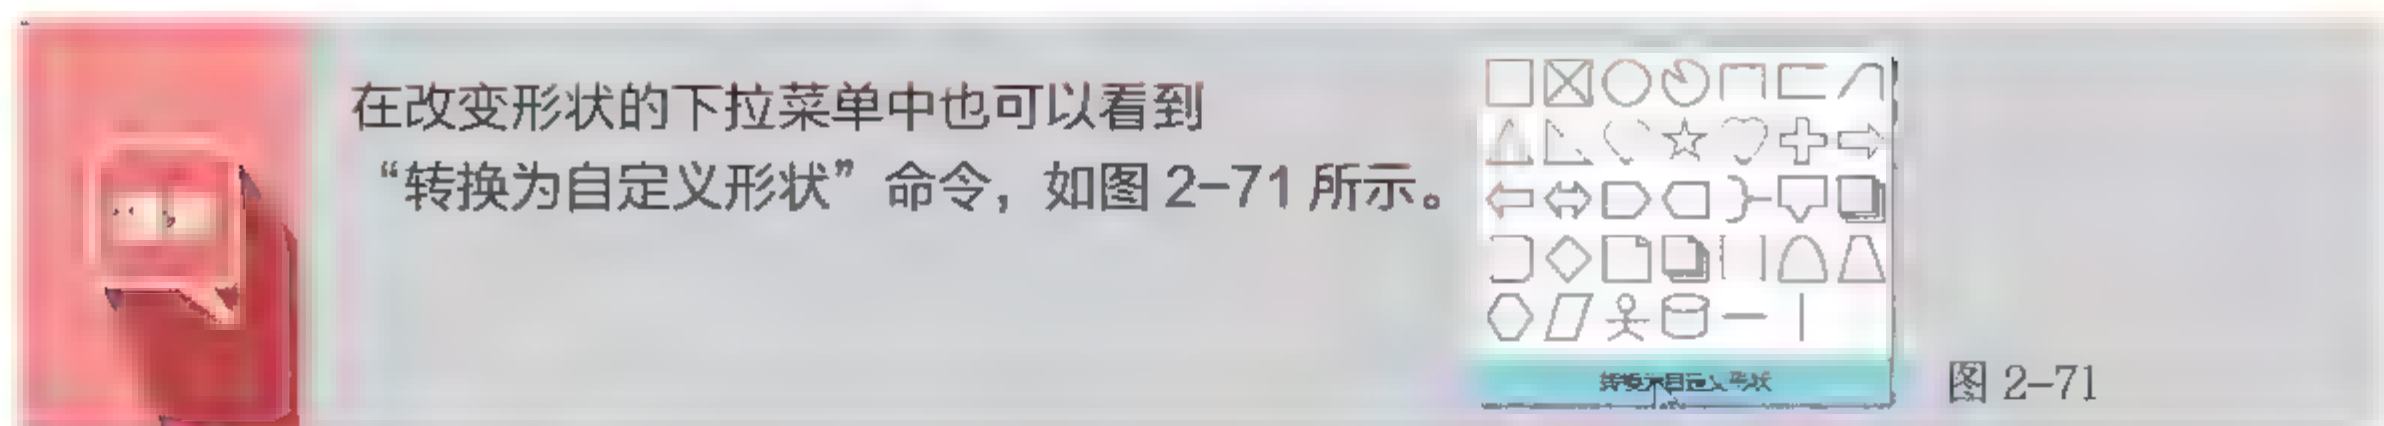 在改变形状的下拉菜单中也可以看到
“转换为自定义形状”命令，如图 2-71 所示。
转换为自定义形状
图 2-71